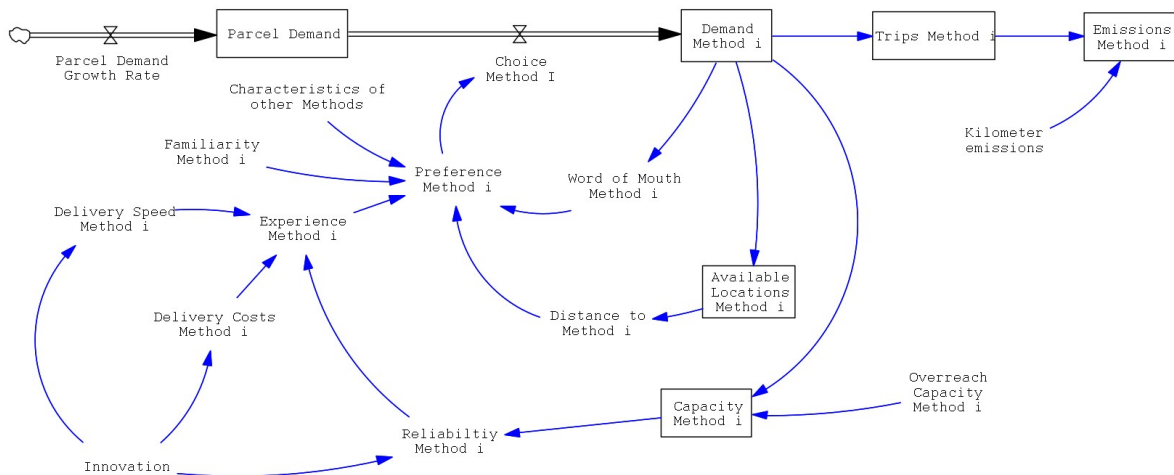 Parcel Demand
Growth Rate
Parcel Demand
Choice
Method I
Demand
Method i
Trips Method i
Emissions
Method i
Characteristics of
other Methods
Familiarity
Method i
Preference
Method i
Word of Mouth
Method i
Kilometer
emissions
Delivery Speed
Method i
Experience
Method i
Available
Locations
Method i
Delivery Costs
Method i
Distance to
Method i
Overreach
Capacity
Method i
Capacity
Method i
Reliabiltiy
Method i
Innovation